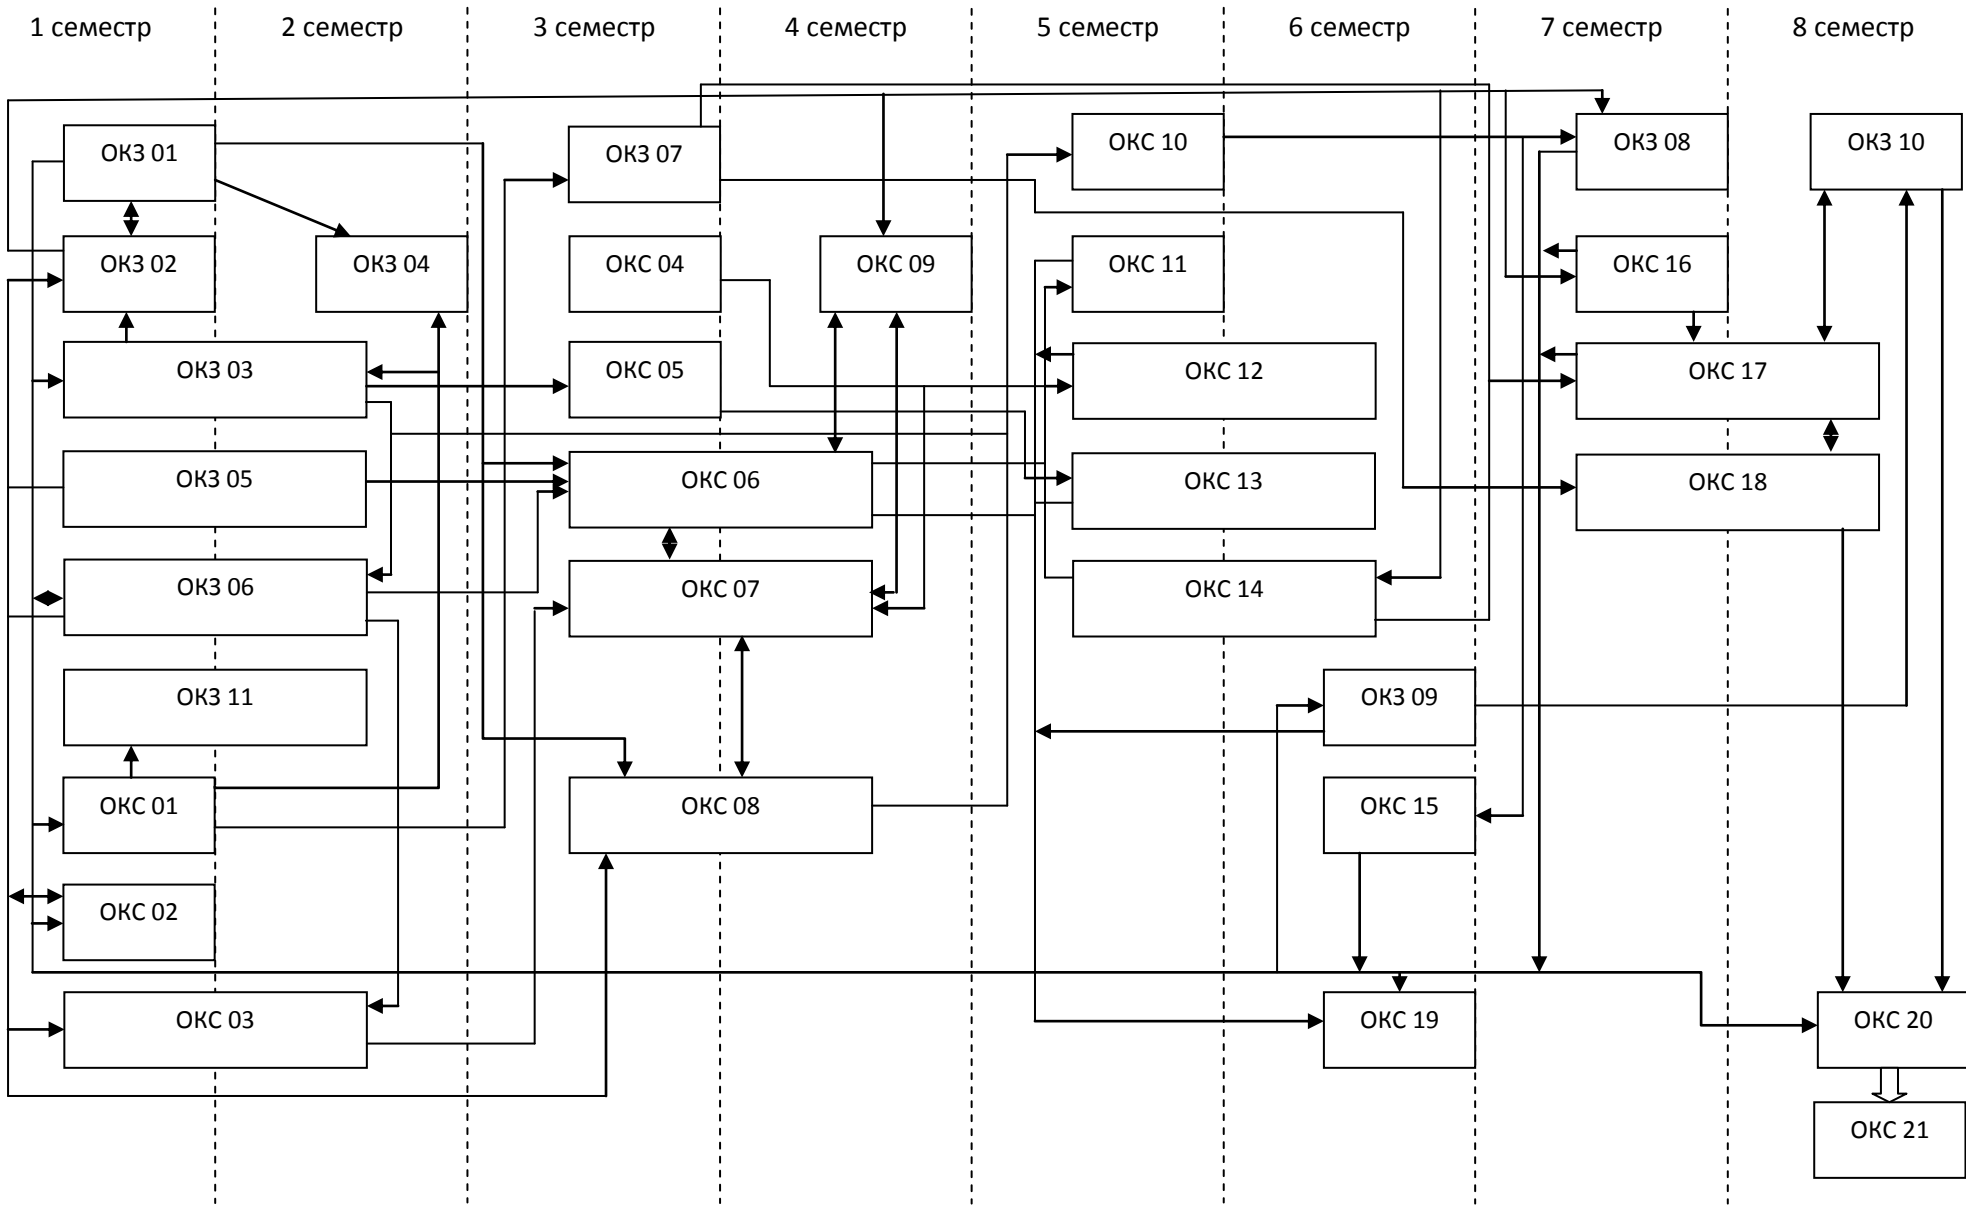 1 семестр 2 семестр 3 семестр 4 семестр 5 семестр 6 семестр 7 семестр 8 семестр
ОКЗ 01 ОКЗ 07 ОКС 10 ОКЗ 08 ОКЗ 10
ОКЗ 02 ОКЗ 04 ОКС 04 ОКС 09 ОКС 11 ОКС 16
ОКЗ 03 ОКС 05 ОКС 12 ОКС 17
ОКЗ 05 ОКС 06 ОКС 13 ОКС 18
ОКЗ 06 ОКС 07 ОКС 14
ОКЗ 11 ОКЗ 09
ОКС 01 ОКС 08 ОКС 15
ОКС 02
ОКС 03 ОКС 19 ОКС 20
ОКС 21